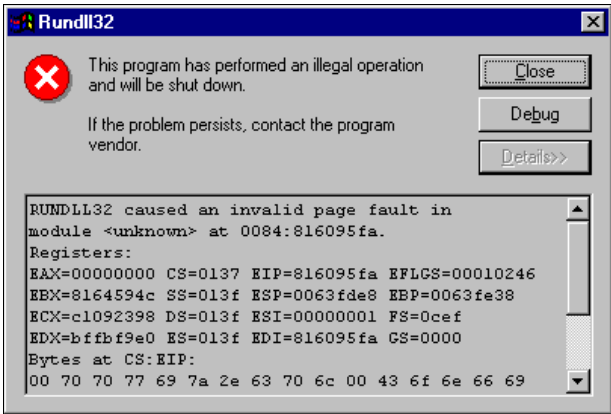 Rundll32
This program has performed an illegal operation
and will be shut down.
If the problem persists, contact the program
vendor.
Close
Debug
Details>>
RUNDLL32 caused an invalid page fault in
module <unknown> at 0084:816095fa.
Registers:
EAX=00000000 CS=0137 EIP=816095fa EFLGS=00010246
EBX=8164594c SS=013f ESP=0063fde8 EBP=0063fe38
ECX=c1092398 DS=013f ESI=00000001 FS=0cef
EDX=bffbf9e0 ES=013f EDI=816095fa GS=0000
Bytes at CS:EIP:
00 70 70 77 69 7a 2e 63 70 6c 00 43 6f 6e 66 69